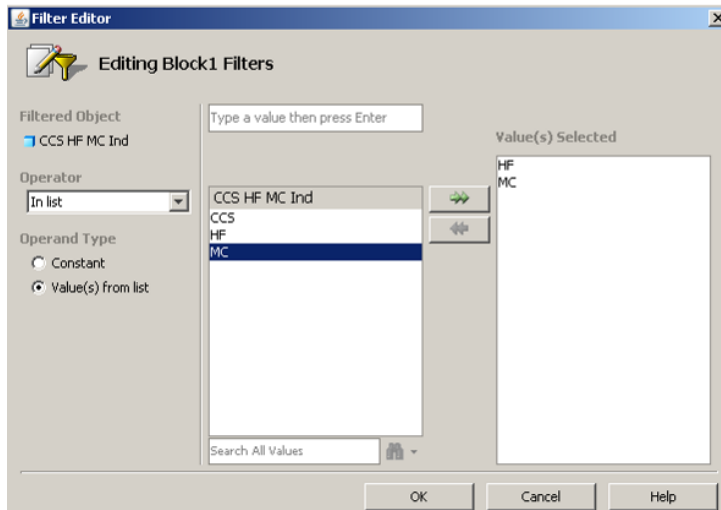 Filter Editor
Editing Block1 Filters
Filtered Object
CCS HF MC Ind
Operator
In list
Operand Type
Constant
Value(s) from list
Type a value then press Enter
CCS HF MC Ind
CCS
HF
MC
Search All Values
Value(s) Selected
HF
MC
OK
Cancel
Help